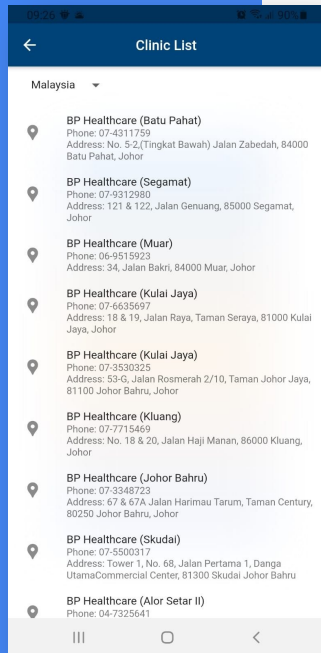 09:26
90%
Clinic List
Malaysia
BP Healthcare (Batu Pahat)
Phone: 07-4311759
Address: No. 5-2,(Tingkat Bawah) Jalan Zabedah, 84000
Batu Pahat, Johor
BP Healthcare (Segamat)
Phone: 07-9312980
Address: 121 & 122, Jalan Genuang, 85000 Segamat,
Johor
BP Healthcare (Muar)
Phone: 06-9515923
Address: 34, Jalan Bakri, 84000 Muar, Johor
BP Healthcare (Kulai Jaya)
Phone: 07-6635697
Address: 18 & 19, Jalan Raya, Taman Seraya, 81000 Kulai
Jaya, Johor
BP Healthcare (Kulai Jaya)
Phone: 07-3530325
Address: 53-G, Jalan Rosmerah 2/10, Taman Johor Jaya,
81100 Johor Bahru, Johor
BP Healthcare (Kluang)
Phone: 07-7715469
Address: No. 18 & 20, Jalan Haji Manan, 86000 Kluang,
Johor
BP Healthcare (Johor Bahru)
Phone: 07-3348723
Address: 67 & 67A Jalan Harimau Tarum, Taman Century,
80250 Johor Bahru, Johor
BP Healthcare (Skudai)
Phone: 07-5500317
Address: Tower 1, No. 68, Jalan Pertama 1, Danga
UtamaCommercial Center, 81300 Skudai Johor Bahru
BP Healthcare (Alor Setar II)
Phone: 04-7325641